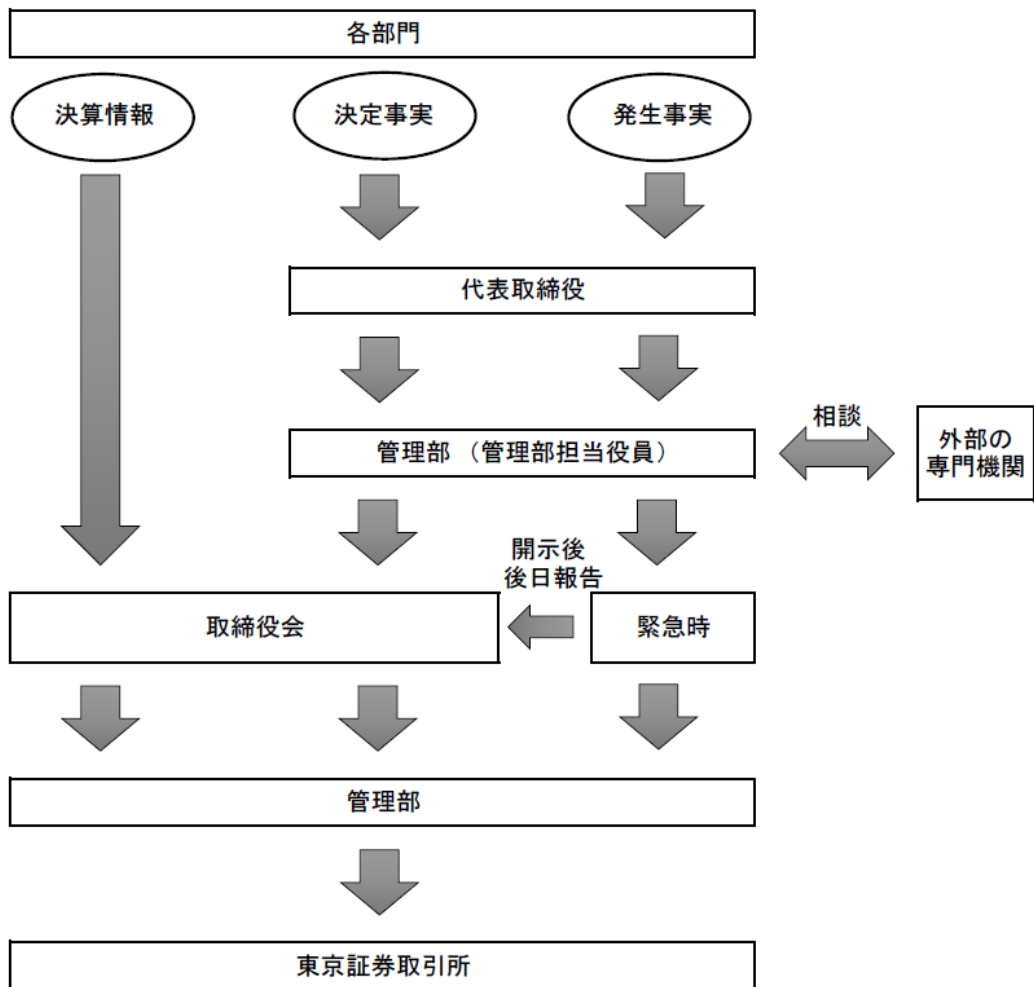 各部門
決算情報
決定事実
発生事実
代表取締役
管理部 (管理部担当役員)
相談
外部の
専門機関
開示後
後日報告
取締役会
緊急時
管理部
東京証券取引所